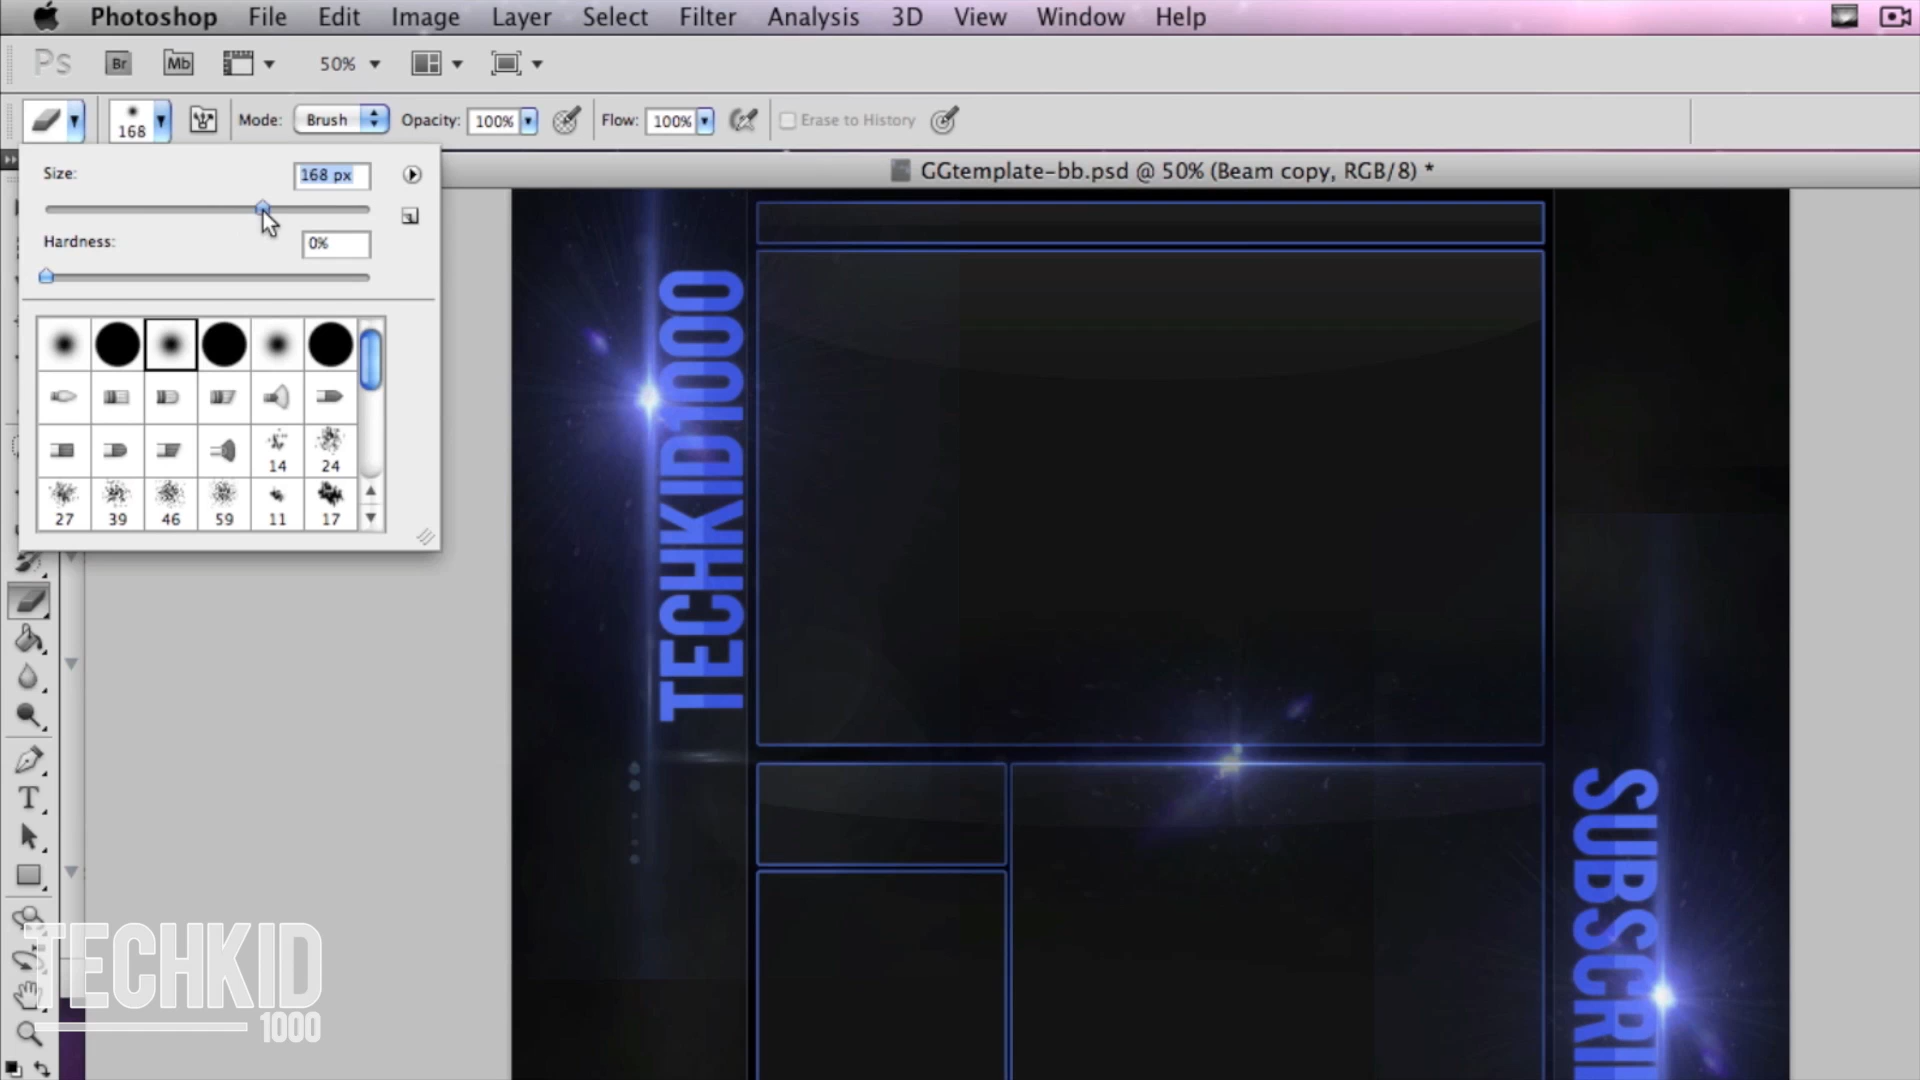 Photoshop File Edit Image Layer Select Filter Analysis 3D View Window Help
Ps Br Mb 50%
168 Mode: Brush Opacity: 100% Flow: 100% Erase to History
GGtemplate-bb.psd @ 50% (Beam copy, RGB/8) *
Size: 168 px
Hardness: 0%
14 24
27 39 46 59 11 17
TECHKID1000
SUBSCRI
T
TECHKID
1000